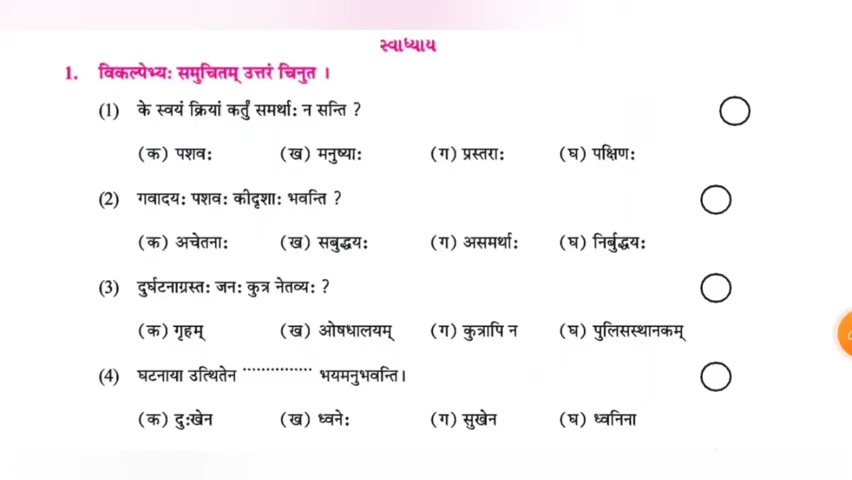 સ્વાધ્યાય
1. विकल्पेभ्यः समुचितम् उत्तरं चिनुत ।
(1) के स्वयं क्रियां कर्तुं समर्थाः न सन्ति ?
(क) पशवः (ख) मनुष्याः (ग) प्रस्तराः (घ) पक्षिणः
(2) गवादयः पशवः कीदृशाः भवन्ति ?
(क) अचेतनाः (ख) सबुद्धयः (ग) असमर्थाः (घ) निर्बुद्धयः
(3) दुर्घटनाग्रस्तः जनः कुत्र नेतव्यः ?
(क) गृहम् (ख) ओषधालयम् (ग) कुत्रापि न (घ) पुलिसस्थानकम्
(4) घटनाया उत्थितेन ............... भयमनुभवन्ति।
(क) दुःखेन (ख) ध्वनेः (ग) सुखेन (घ) ध्वनिना